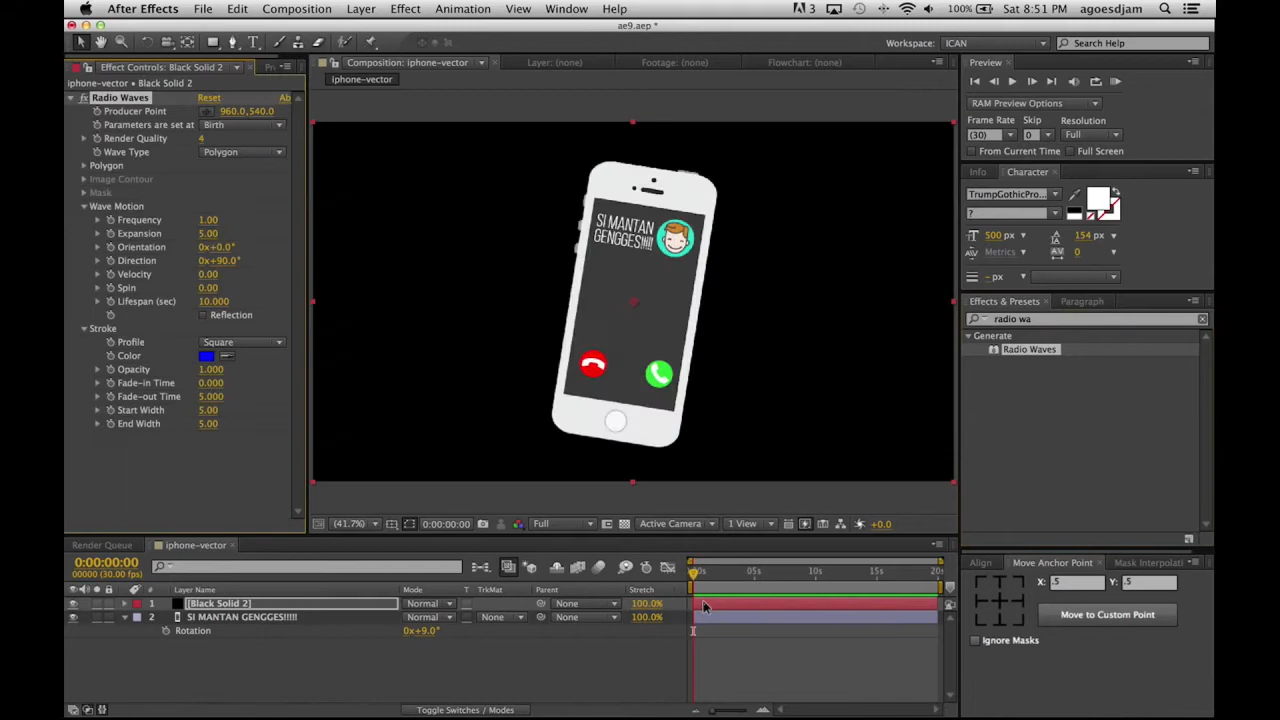 After Effects File Edit Composition Layer Effect Animation View Window Help 3 100% Sat 8:51 PM agoesdjam
ae9.aep *
Workspace: ICAN Search Help
Effect Controls: Black Solid 2 Composition: iphone-vector Layer: (none) Footage: (none) Flowchart: (none) Preview
iphone-vector • Black Solid 2 iphone-vector
Radio Waves Reset Ab
Producer Point 960.0,540.0
Parameters are set at Birth
Render Quality 4
Wave Type Polygon
Polygon
Image Contour
Mask
Wave Motion
Frequency 1.00
Expansion 5.00
Orientation 0x+0.0°
Direction 0x+90.0°
Velocity 0.00
Spin 0.00
Lifespan (sec) 10.000
Reflection
Stroke
Profile Square
Color
Opacity 1.000
Fade-in Time 0.000
Fade-out Time 5.000
Start Width 5.00
End Width 5.00
SI MANTAN
GENGGES!!!!!
(41.7%) 0:00:00:00 Full Active Camera 1 View +0.0
RAM Preview Options
Frame Rate Skip Resolution
(30) 0 Full
From Current Time Full Screen
Info Character
TrumpGothicPro...
?
500 px 154 px
Metrics 0
- px
Effects & Presets Paragraph
radio wa
Generate
Radio Waves
Align Move Anchor Point Mask Interpolati
X: .5 Y: .5
Move to Custom Point
Ignore Masks
Render Queue iphone-vector
0:00:00:00
00000 (30.00 fps)
05s 10s 15s 20s
# Layer Name Mode T TrkMat Parent Stretch
1 [Black Solid 2] Normal None 100.0%
2 SI MANTAN GENGGES!!!!! Normal None None 100.0%
Rotation 0x+9.0°
Toggle Switches / Modes